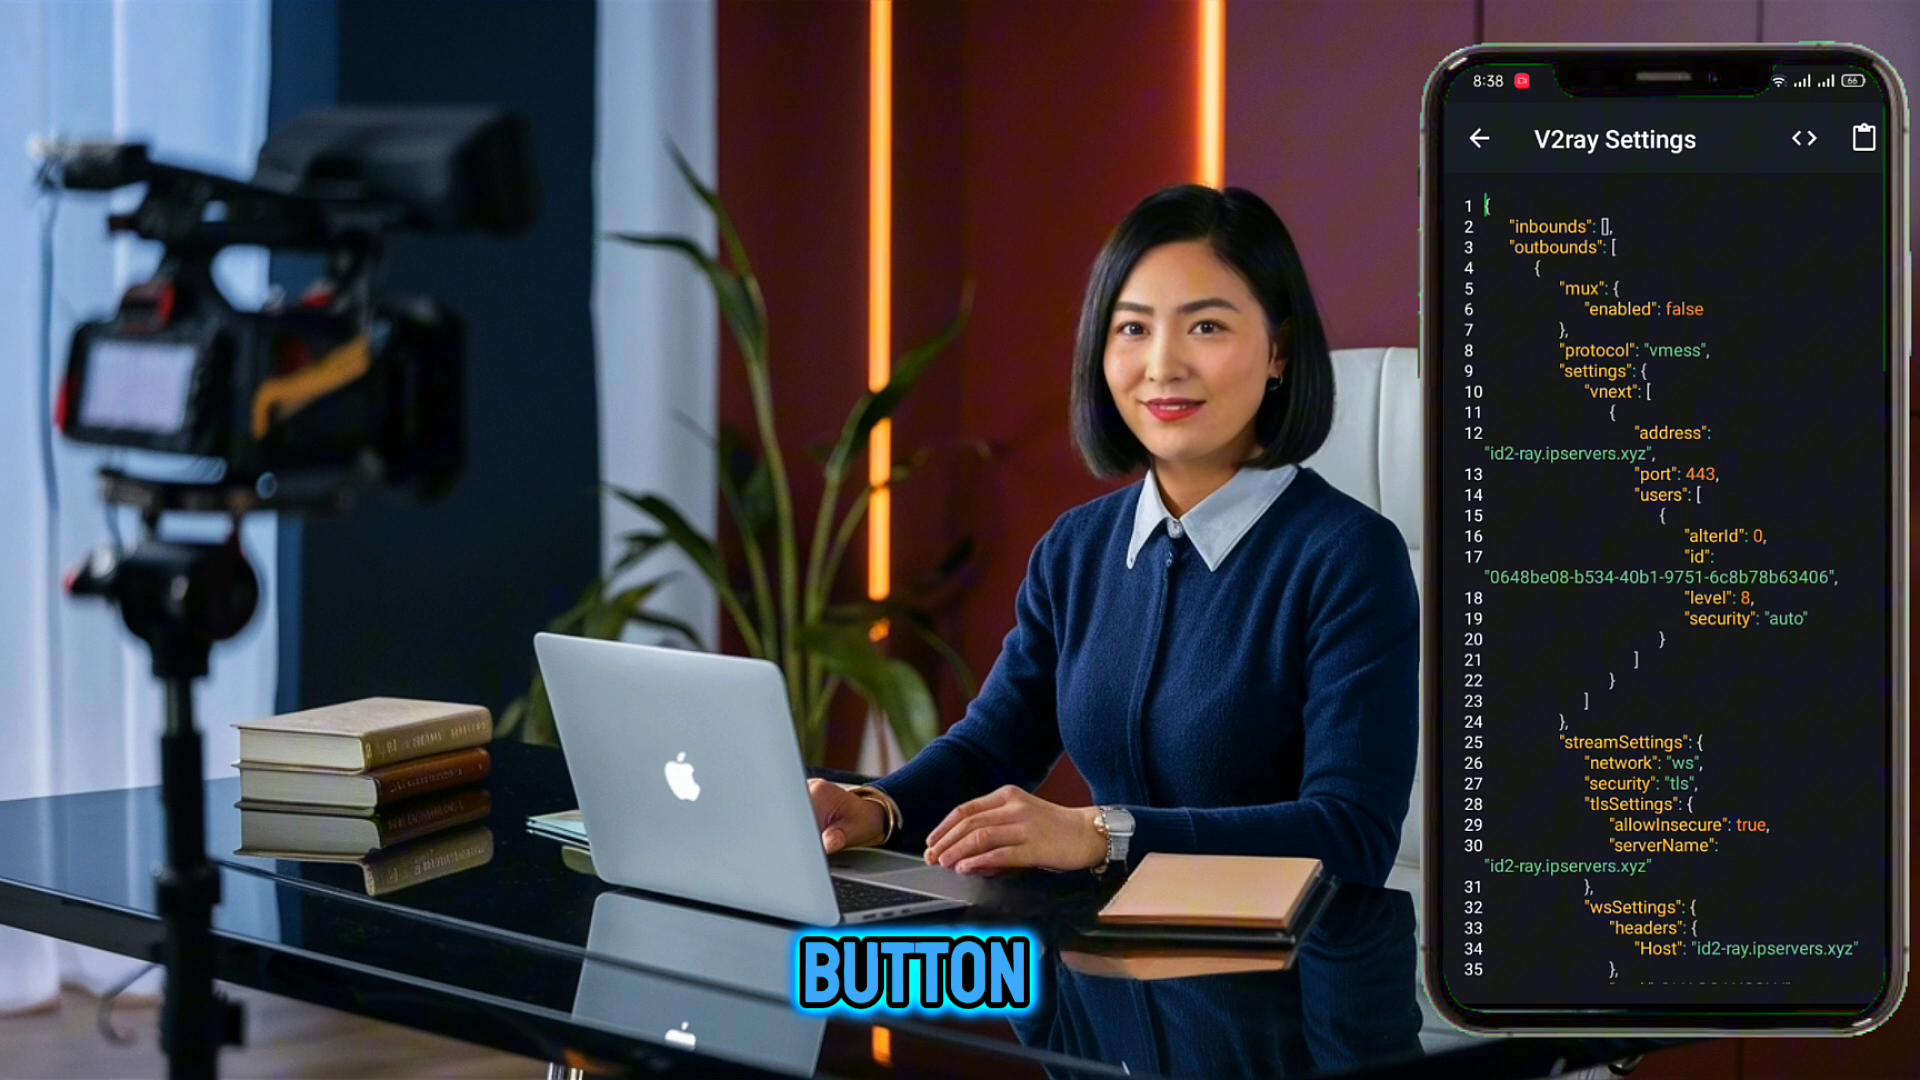 8:38
66
V2ray Settings
1 {
2 "inbounds": [],
3 "outbounds": [
4 {
5 "mux": {
6 "enabled": false
7 },
8 "protocol": "vmess",
9 "settings": {
10 "vnext": [
11 {
12 "address":
"id2-ray.ipservers.xyz",
13 "port": 443,
14 "users": [
15 {
16 "alterId": 0,
17 "id":
"0648be08-b534-40b1-9751-6c8b78b63406",
18 "level": 8,
19 "security": "auto"
20 }
21 ]
22 }
23 ]
24 },
25 "streamSettings": {
26 "network": "ws",
27 "security": "tls",
28 "tlsSettings": {
29 "allowInsecure": true,
30 "serverName":
"id2-ray.ipservers.xyz"
31 },
32 "wsSettings": {
33 "headers": {
34 "Host": "id2-ray.ipservers.xyz"
35 },
BUTTON